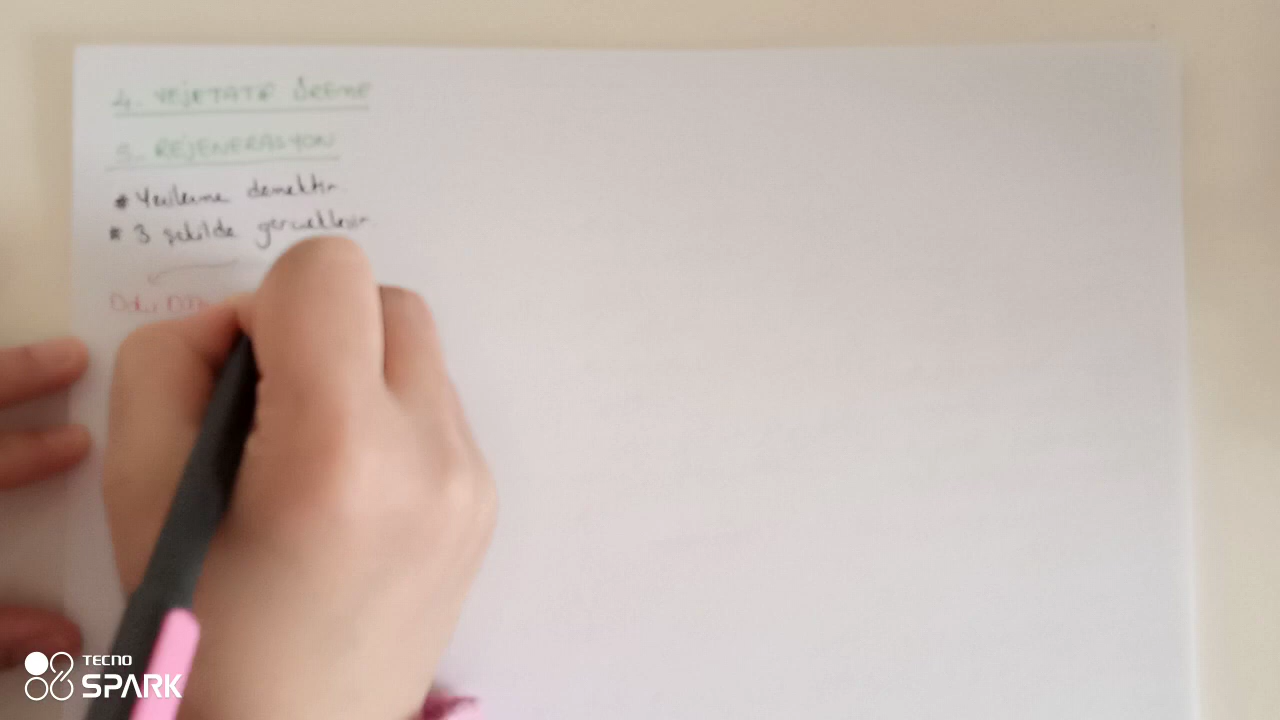 4. VEJETATİF ÜREME
5. REJENERASYON
* Yenilenme demektir
* 3 şekilde gerçekleşir
TECNO
SPARK